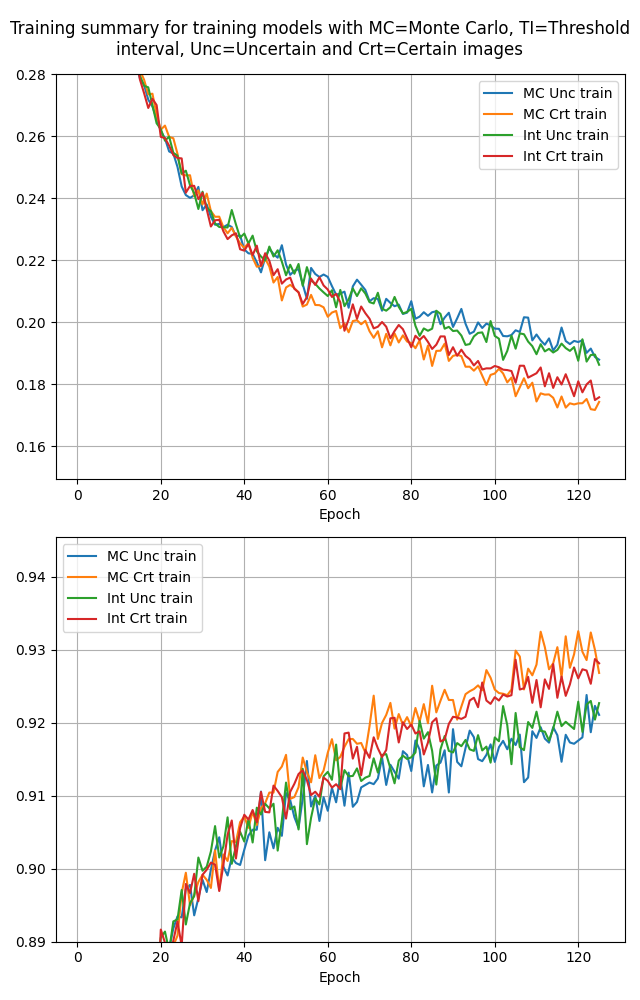 Training summary for training models with MC=Monte Carlo, TI=Threshold
interval, Unc=Uncertain and Crt=Certain images
0.28
0.26
0.24
0.22
0.20
0.18
0.16
MC Unc train
MC Crt train
Int Unc train
Int Crt train
0 20 40 60 80 100 120
Epoch
0.94
0.93
0.92
0.91
0.90
0.89
MC Unc train
MC Crt train
Int Unc train
Int Crt train
0 20 40 60 80 100 120
Epoch